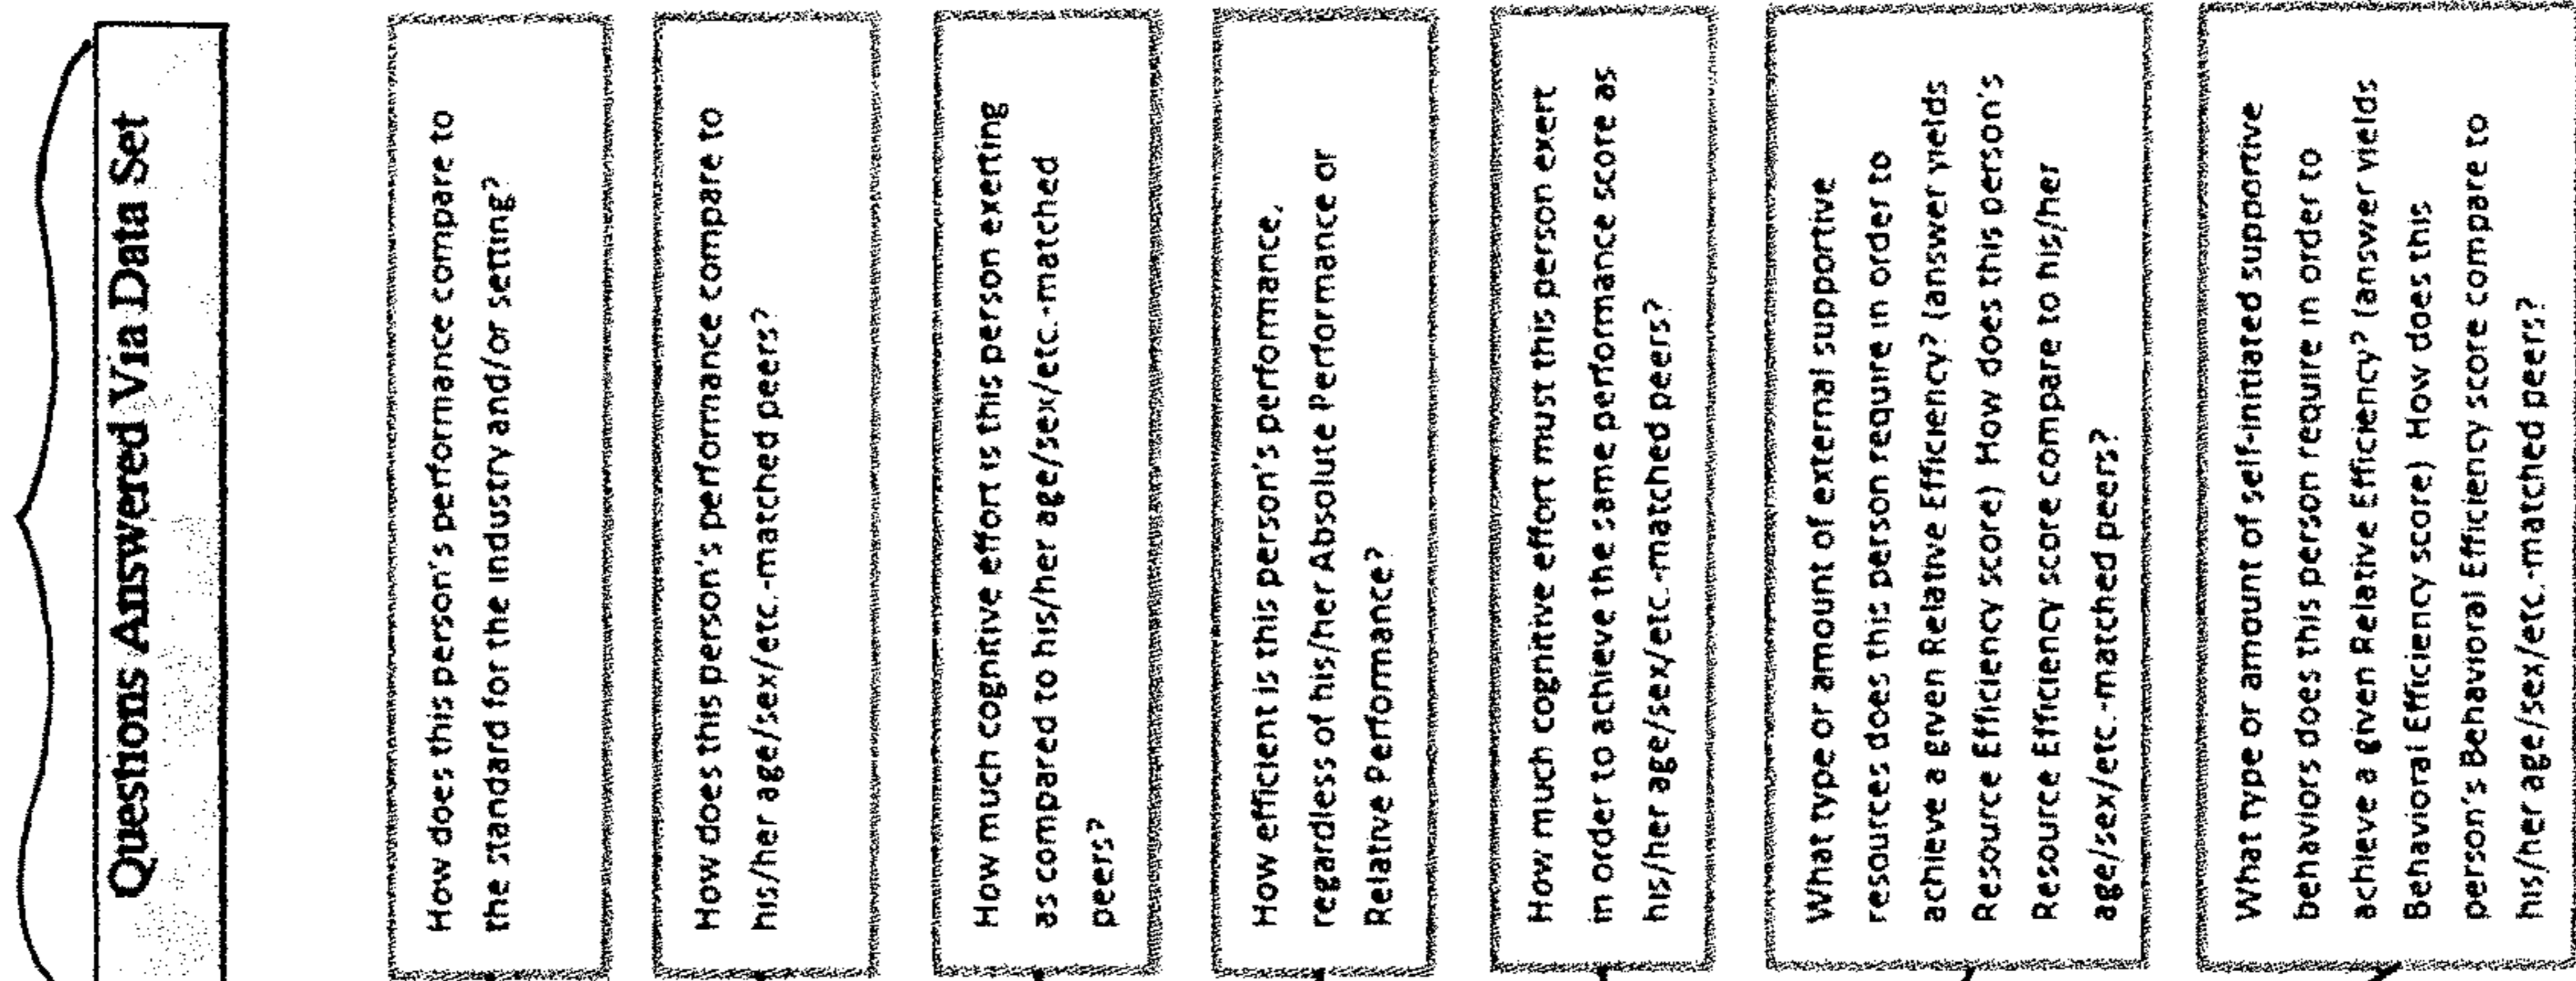 Questions Answered Via Data Set
How does this person's performance compare to
the standard for the industry and/or setting?
How does this person's performance compare to
his/her age/sex/etc.-matched peers?
How much cognitive effort is this person exerting
as compared to his/her age/sex/etc.-matched
peers?
How efficient is this person's performance,
regardless of his/her Absolute Performance or
Relative Performance?
How much cognitive effort must this person exert
in order to achieve the same performance score as
his/her age/sex/etc.-matched peers?
What type or amount of external supportive
resources does this person require in order to
achieve a given Relative Efficiency? (answer yields
Resource Efficiency score) How does this person's
Resource Efficiency score compare to his/her
age/sex/etc.-matched peers?
What type or amount of self-initiated supportive
behaviors does this person require in order to
achieve a given Relative Efficiency? (answer yields
Behavioral Efficiency score) How does this
person's Behavioral Efficiency score compare to
his/her age/sex/etc.-matched peers?